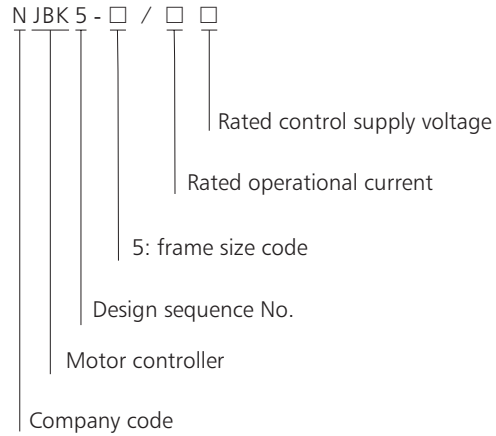 N JBK 5 - □ / □ □
Rated control supply voltage
Rated operational current
5: frame size code
Design sequence No.
Motor controller
Company code